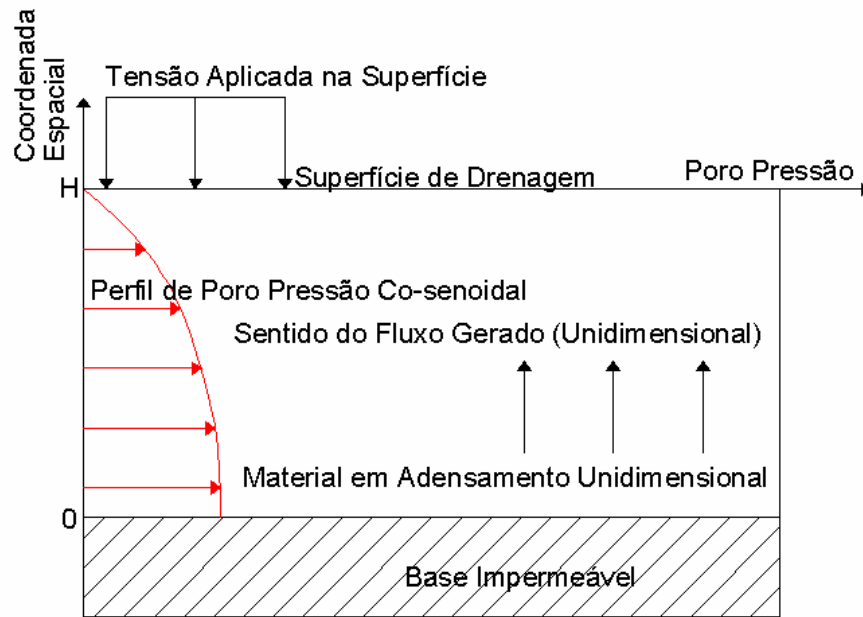 Coordenada
Espacial
Tensão Aplicada na Superfície
H
Superfície de Drenagem
Poro Pressão
Perfil de Poro Pressão Co-senoidal
Sentido do Fluxo Gerado (Unidimensional)
Material em Adensamento Unidimensional
0
Base Impermeável